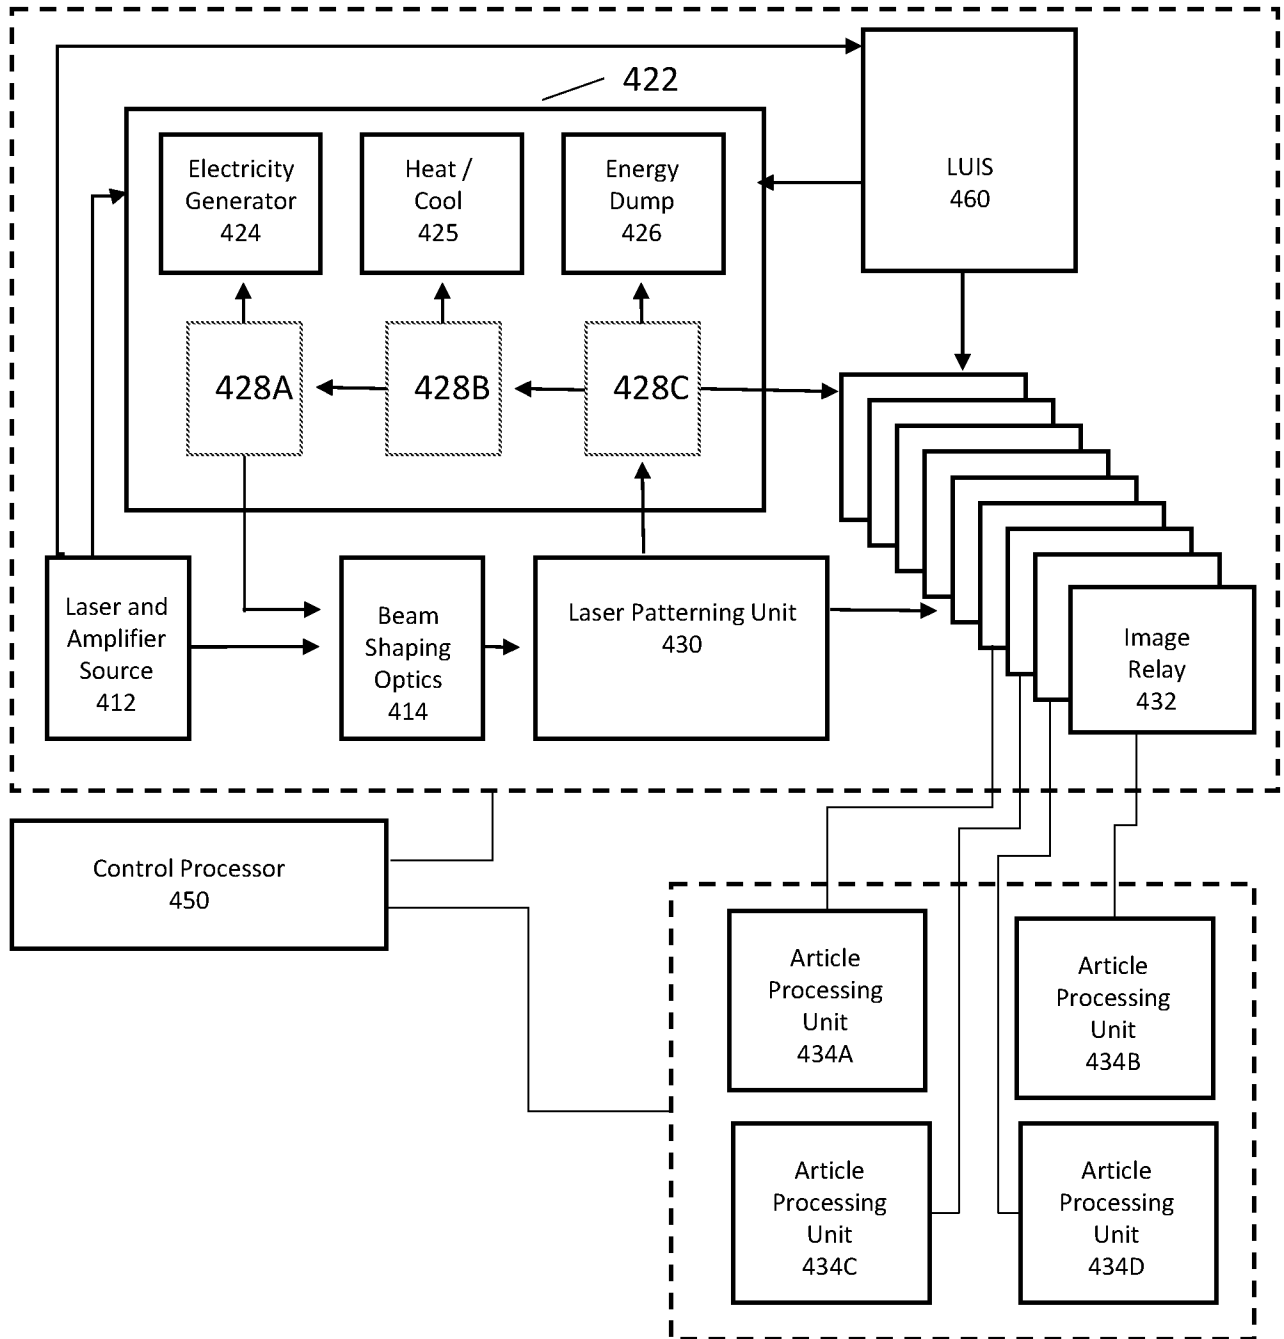 422
Electricity
Generator
424
Heat /
Cool
425
Energy
Dump
426
LUIS
460
428A
428B
428C
Laser and
Amplifier
Source
412
Beam
Shaping
Optics
414
Laser Patterning Unit
430
Image
Relay
432
Control Processor
450
Article
Processing
Unit
434A
Article
Processing
Unit
434B
Article
Processing
Unit
434C
Article
Processing
Unit
434D